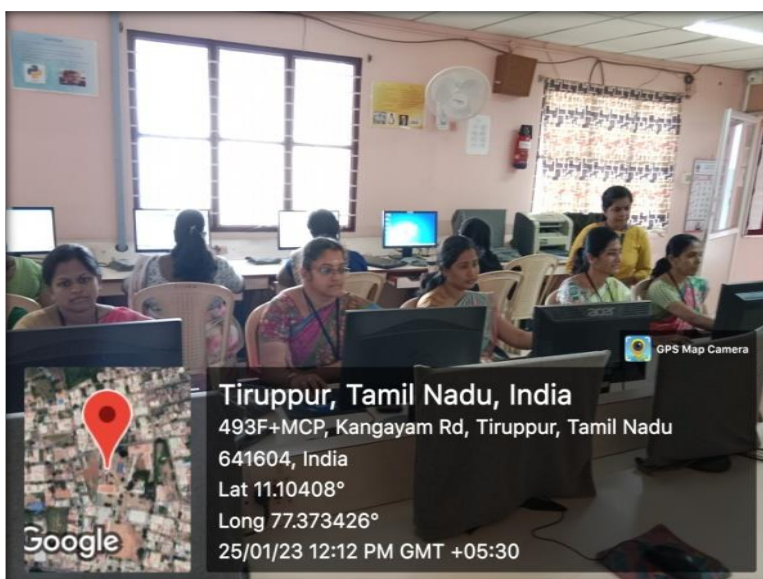 acer
GPS Map Camera
Tiruppur, Tamil Nadu, India
493F+MCP, Kangayam Rd, Tiruppur, Tamil Nadu
641604, India
Lat 11.10408°
Long 77.373426°
25/01/23 12:12 PM GMT +05:30
Google